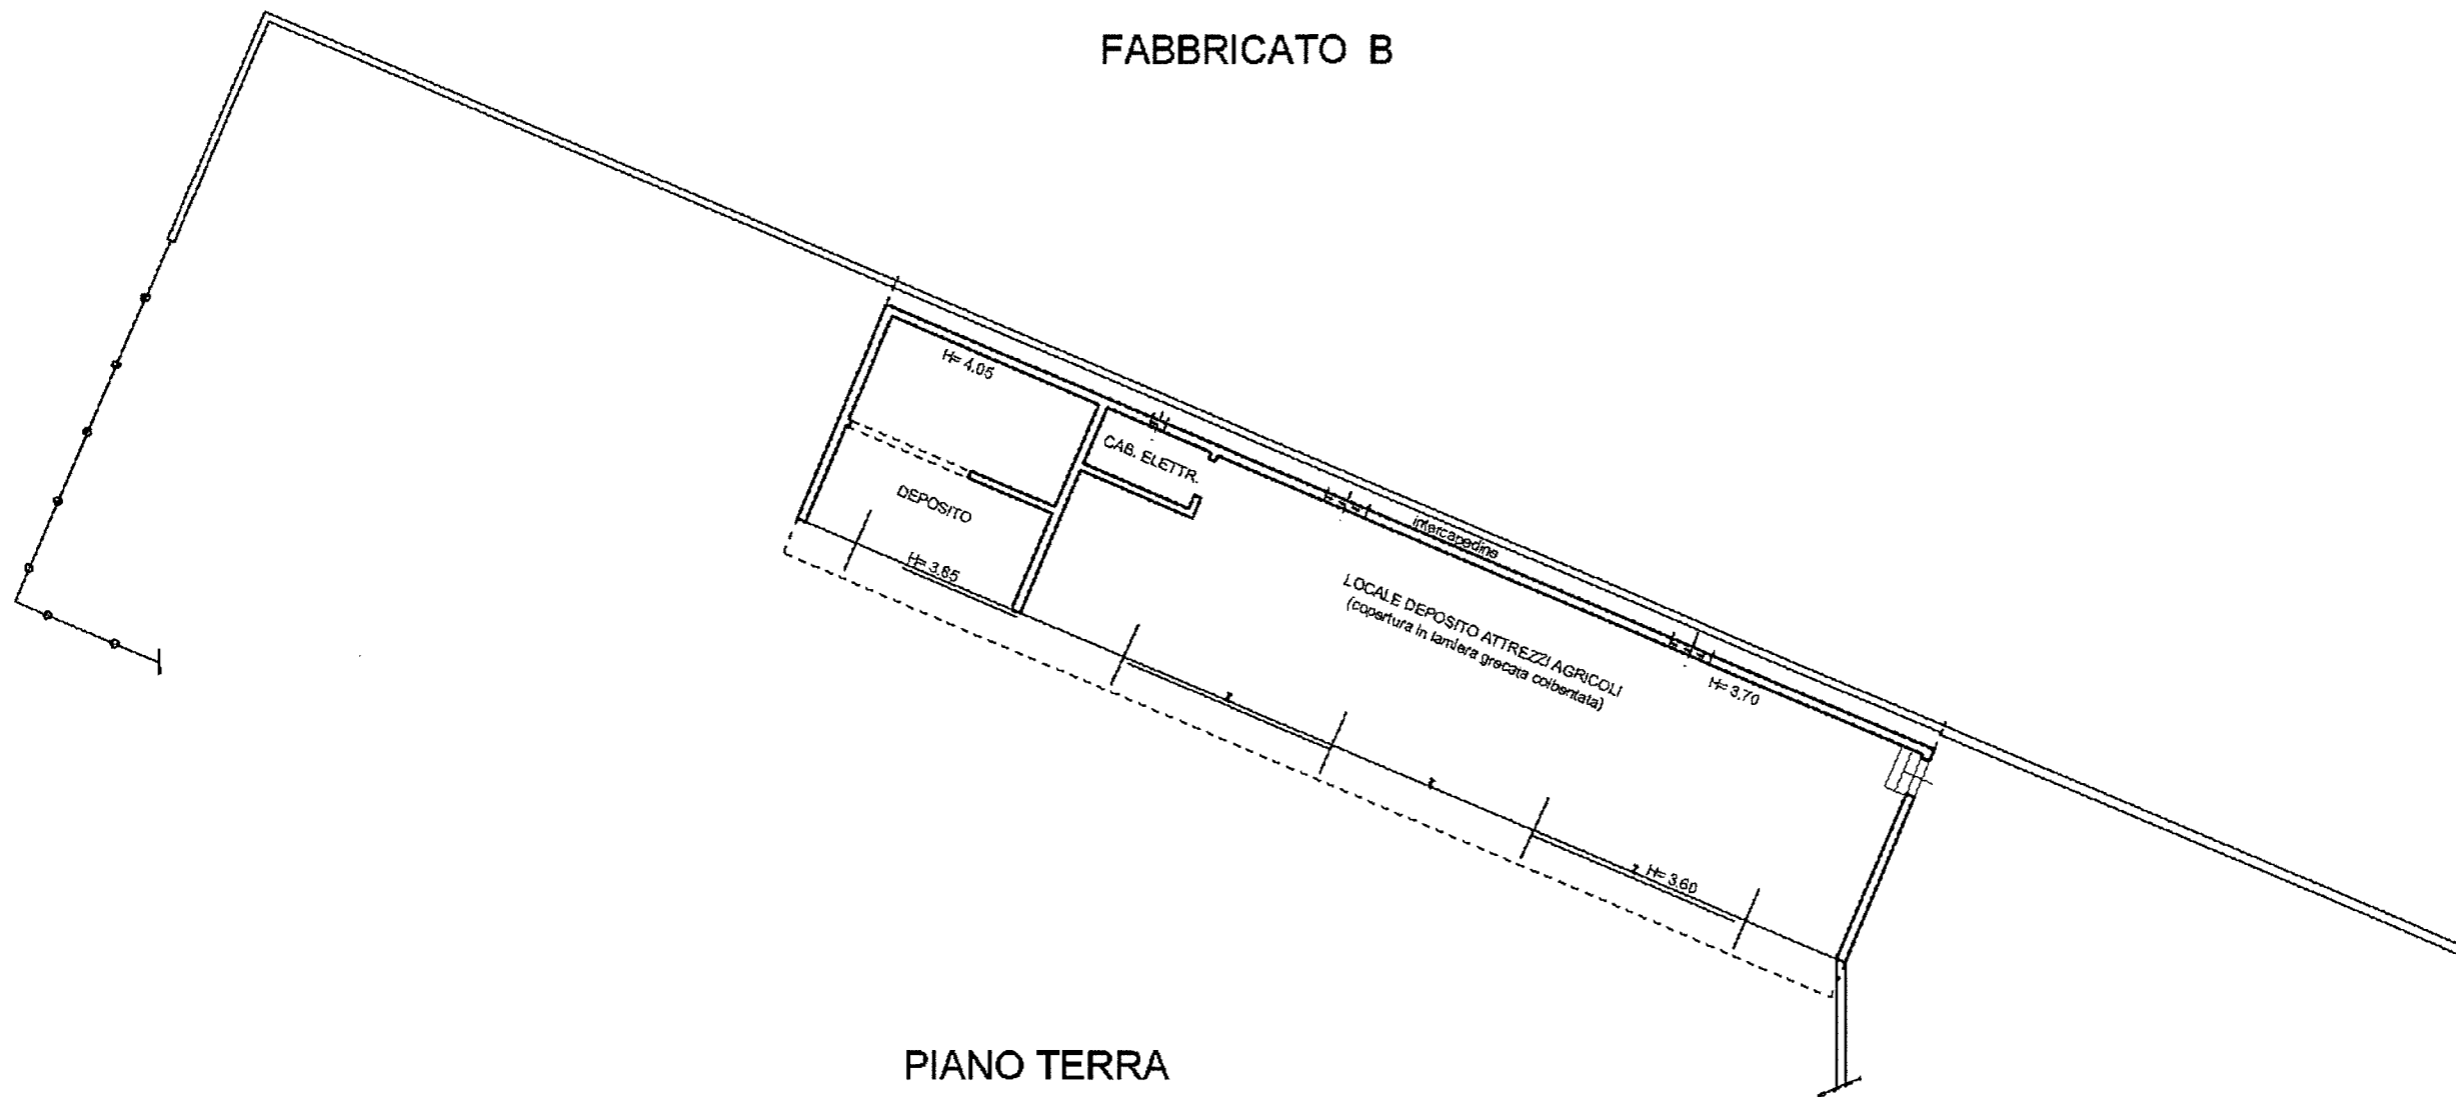 FABBRICATO B
H= 4.05
CAB. ELETTR.
DEPOSITO
intercapedine
H= 3.85
LOCALE DEPOSITO ATTREZZI AGRICOLI
(copertura in lamiera grecata coibentata)
H= 3.70
H= 3.60
PIANO TERRA